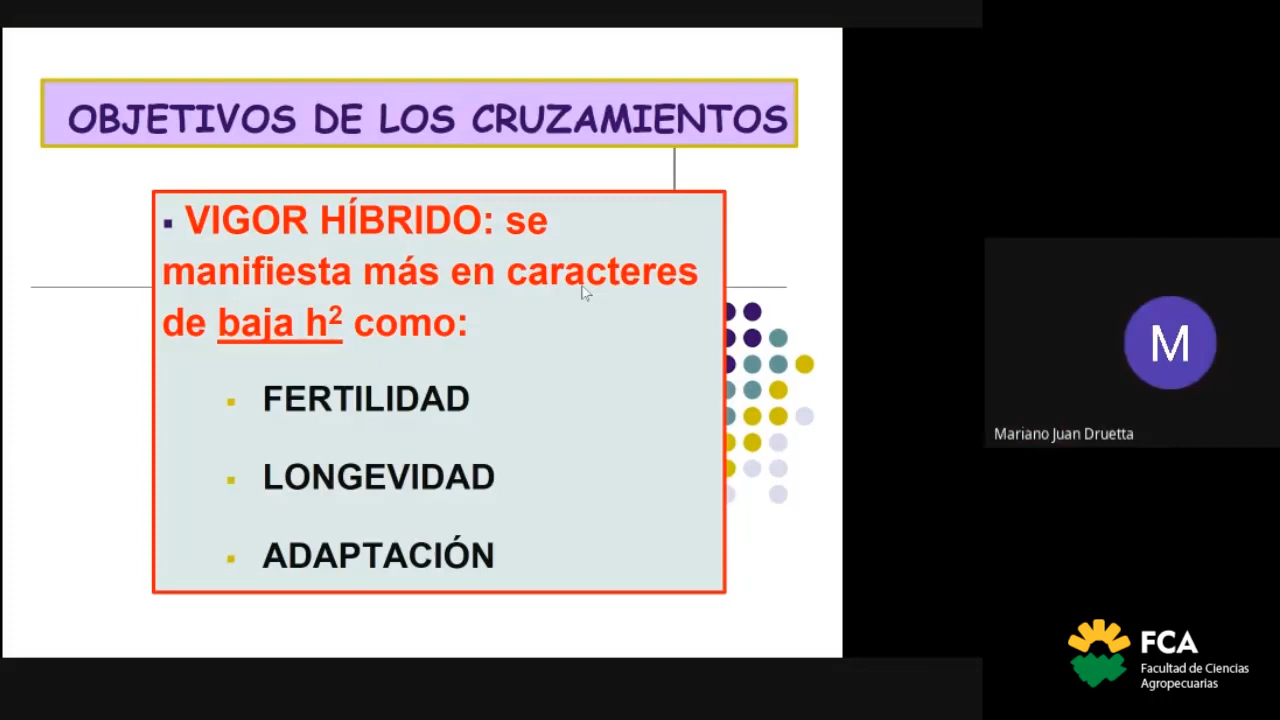 OBJETIVOS DE LOS CRUZAMIENTOS
▪ VIGOR HÍBRIDO: se
manifiesta más en caracteres
de baja h²  como:
▪ FERTILIDAD
▪ LONGEVIDAD
▪ ADAPTACIÓN
M
Mariano Juan Druetta
FCA
Facultad de Ciencias
Agropecuarias